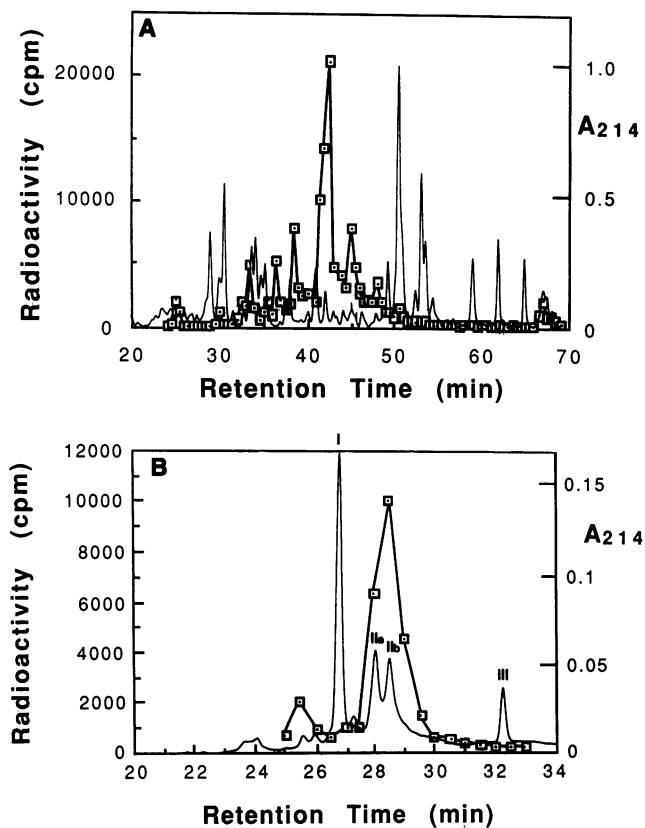 A
Radioactivity (cpm)
20000
10000
0
1.0
0.5
0
A214
20 30 40 50 60 70
Retention Time (min)
I
B
Radioactivity (cpm)
12000
10000
8000
6000
4000
2000
0
IIa
IIb
III
0.15
0.1
0.05
0
A214
20 22 24 26 28 30 32 34
Retention Time (min)